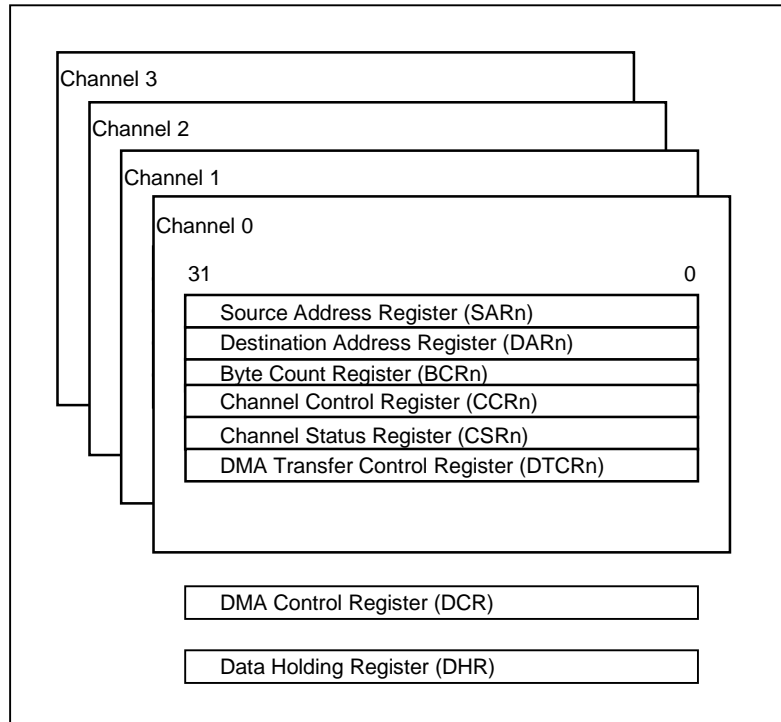 Channel 3
Channel 2
Channel 1
Channel 0
31 0
Source Address Register (SARn)
Destination Address Register (DARn)
Byte Count Register (BCRn)
Channel Control Register (CCRn)
Channel Status Register (CSRn)
DMA Transfer Control Register (DTCRn)
DMA Control Register (DCR)
Data Holding Register (DHR)